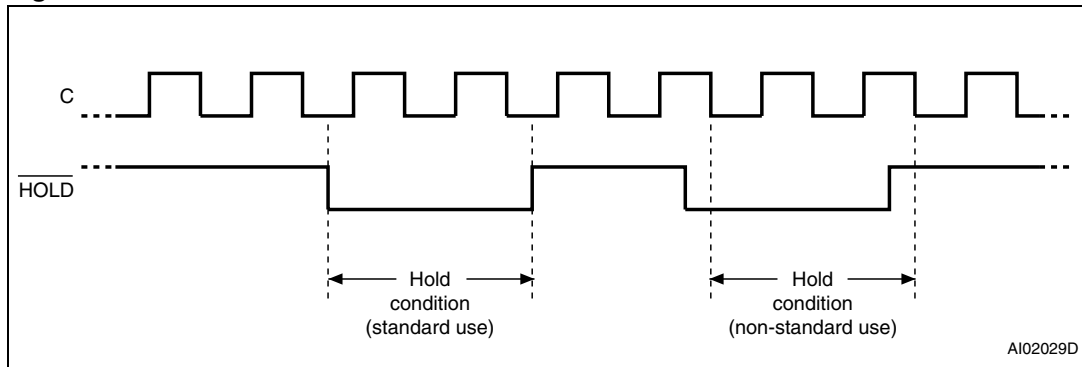 C
HOLD
Hold
condition
(standard use)
Hold
condition
(non-standard use)
AI02029D